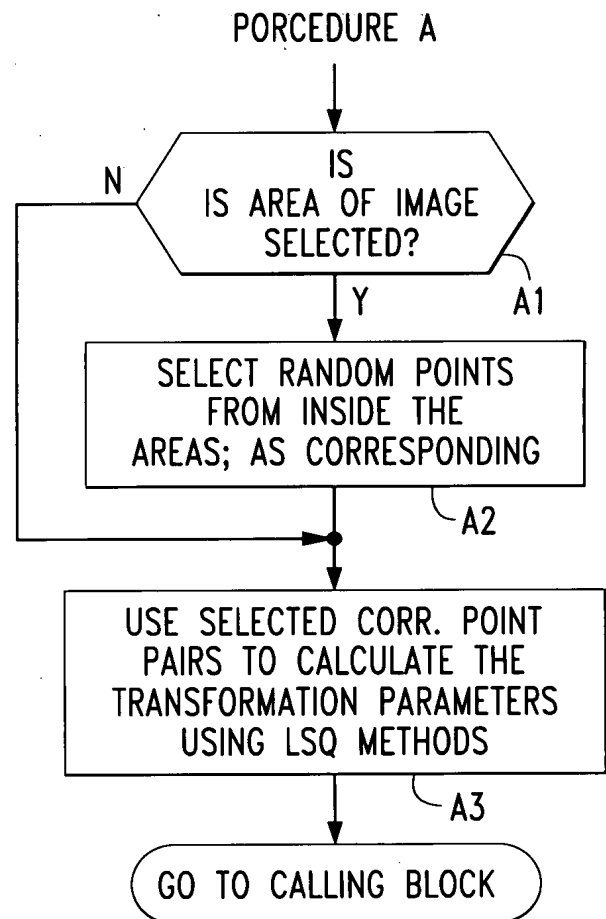 PORCEDURE A
IS
IS AREA OF IMAGE
SELECTED?
N
A1
Y
SELECT RANDOM POINTS
FROM INSIDE THE
AREAS; AS CORRESPONDING
A2
USE SELECTED CORR. POINT
PAIRS TO CALCULATE THE
TRANSFORMATION PARAMETERS
USING LSQ METHODS
A3
GO TO CALLING BLOCK